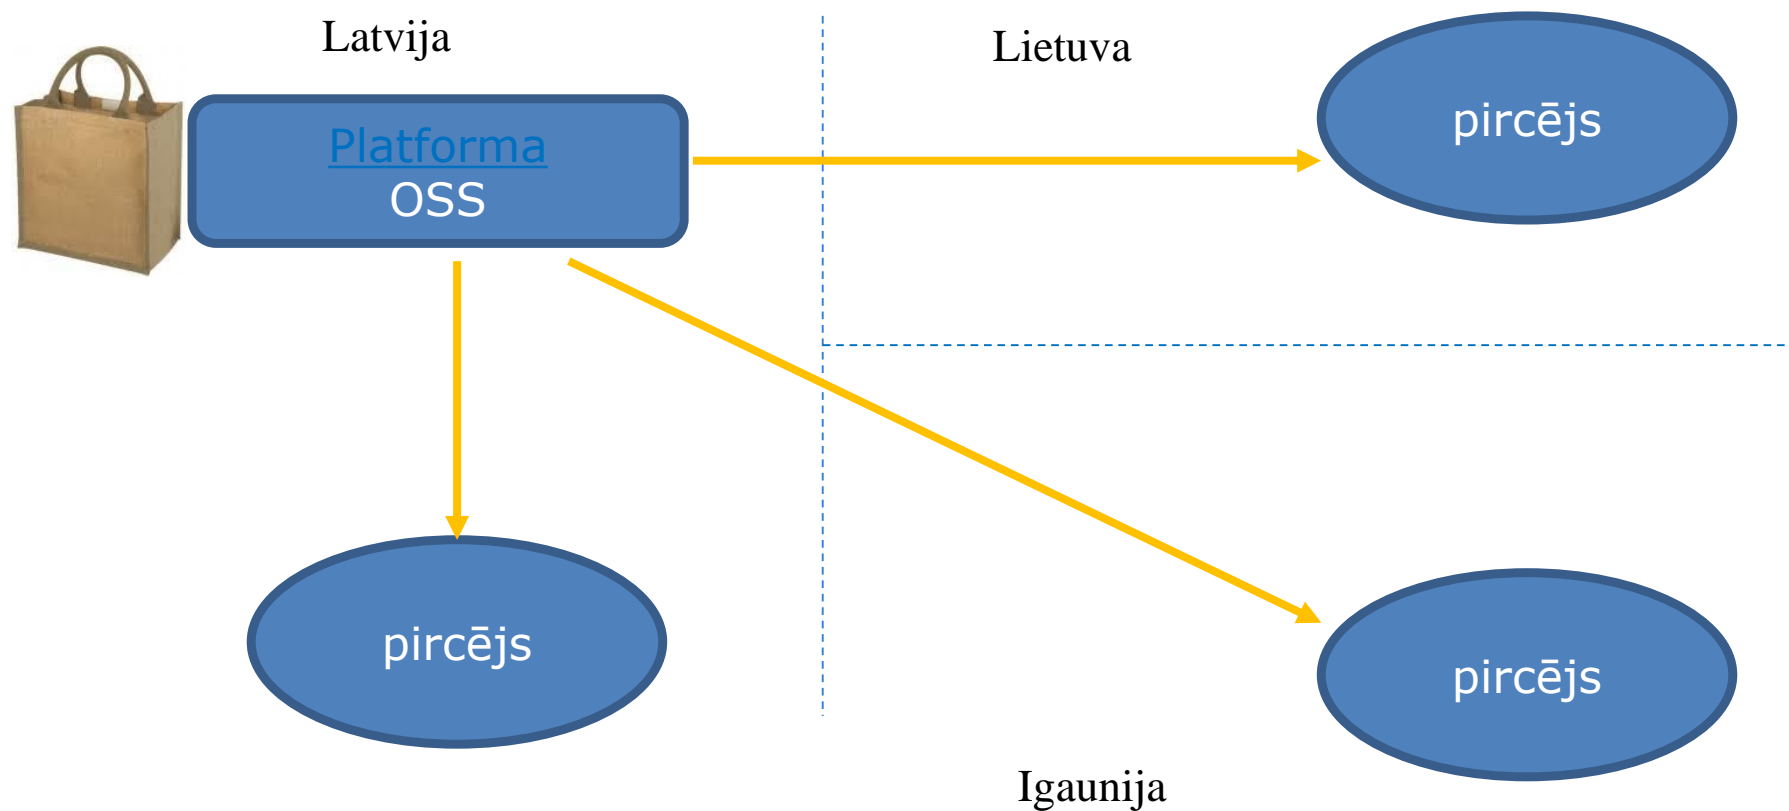 Latvija
Lietuva
Platforma
OSS
pircējs
pircējs
pircējs
Igaunija